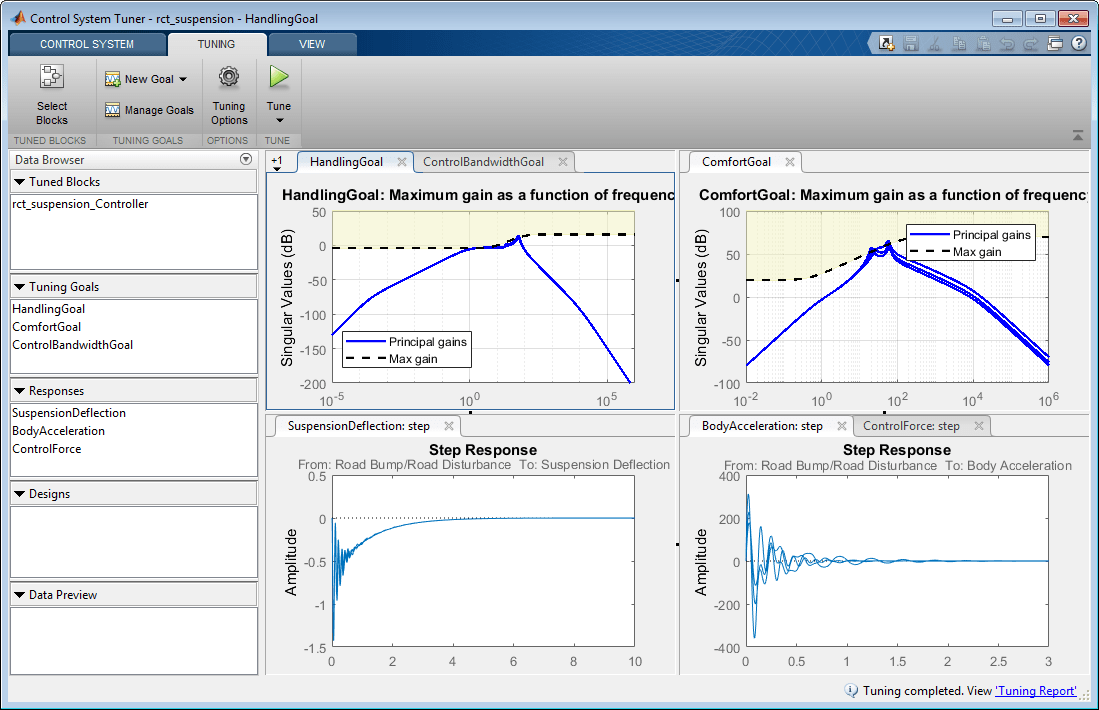 Control System Tuner - rct_suspension - HandlingGoal
CONTROL SYSTEM
TUNING
VIEW
Select Blocks
New Goal
Manage Goals
Tuning Options
Tune
TUNED BLOCKS
TUNING GOALS
OPTIONS
TUNE
Data Browser
Tuned Blocks
rct_suspension_Controller
Tuning Goals
HandlingGoal
ComfortGoal
ControlBandwidthGoal
Responses
SuspensionDeflection
BodyAcceleration
ControlForce
Designs
Data Preview
+1
HandlingGoal
ControlBandwidthGoal
HandlingGoal: Maximum gain as a function of frequency
Singular Values (dB)
50
0
-50
-100
-150
-200
Principal gains
Max gain
10^-5
10^0
10^5
ComfortGoal
ComfortGoal: Maximum gain as a function of frequenc
Singular Values (dB)
100
50
0
-50
-100
Principal gains
Max gain
10^-2
10^0
10^2
10^4
10^6
SuspensionDeflection: step
Step Response
From: Road Bump/Road Disturbance To: Suspension Deflection
Amplitude
0.5
0
-0.5
-1
-1.5
0
2
4
6
8
10
BodyAcceleration: step
ControlForce: step
Step Response
From: Road Bump/Road Disturbance To: Body Acceleration
Amplitude
400
200
0
-200
-400
0
0.5
1
1.5
2
2.5
3
Tuning completed. View 'Tuning Report'